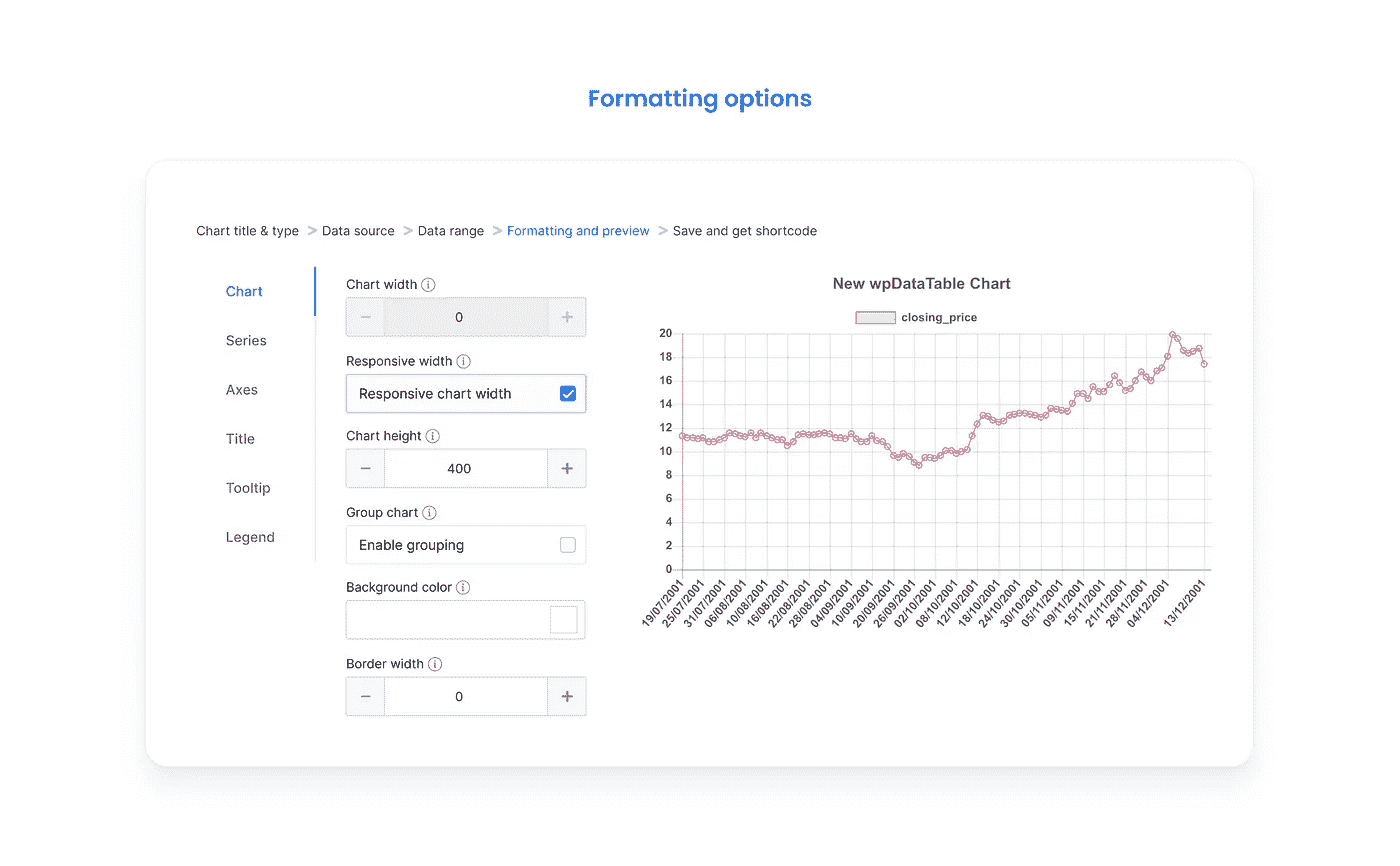 Formatting options
Chart title & type > Data source > Data range > Formatting and preview > Save and get shortcode
Chart
Series
Axes
Title
Tooltip
Legend
Chart width
− 0 +
Responsive width
Responsive chart width
Chart height
− 400 +
Group chart
Enable grouping
Background color
Border width
− 0 +
New wpDataTable Chart
closing_price
20
18
16
14
12
10
8
6
4
2
0
19/07/2001
25/07/2001
31/07/2001
06/08/2001
10/08/2001
16/08/2001
22/08/2001
28/08/2001
04/09/2001
10/09/2001
20/09/2001
26/09/2001
02/10/2001
08/10/2001
12/10/2001
18/10/2001
24/10/2001
30/10/2001
05/11/2001
09/11/2001
15/11/2001
21/11/2001
28/11/2001
04/12/2001
13/12/2001